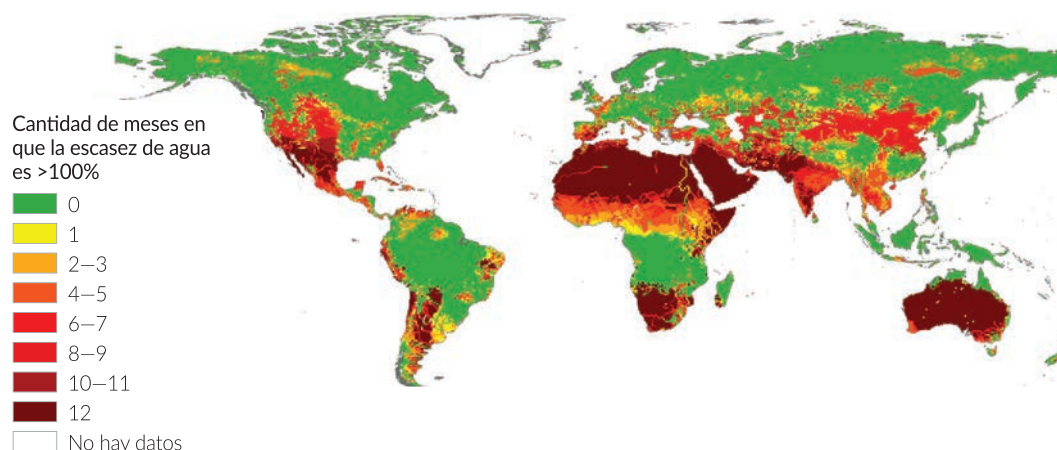 Cantidad de meses en
que la escasez de agua
es >100%
0
1
2—3
4—5
6—7
8—9
10—11
12
No hay datos